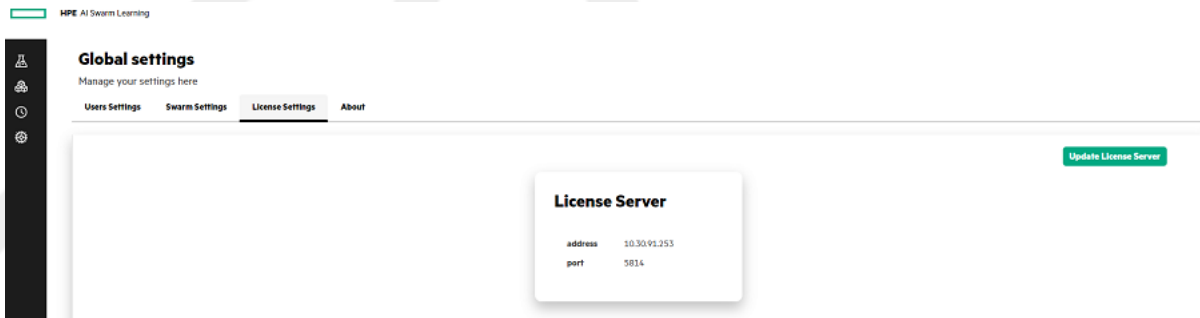 HPE AI Swarm Learning
Global settings
Manage your settings here
Users Settings Swarm Settings License Settings About
Update License Server
License Server
address 10.30.91.253
port 5814